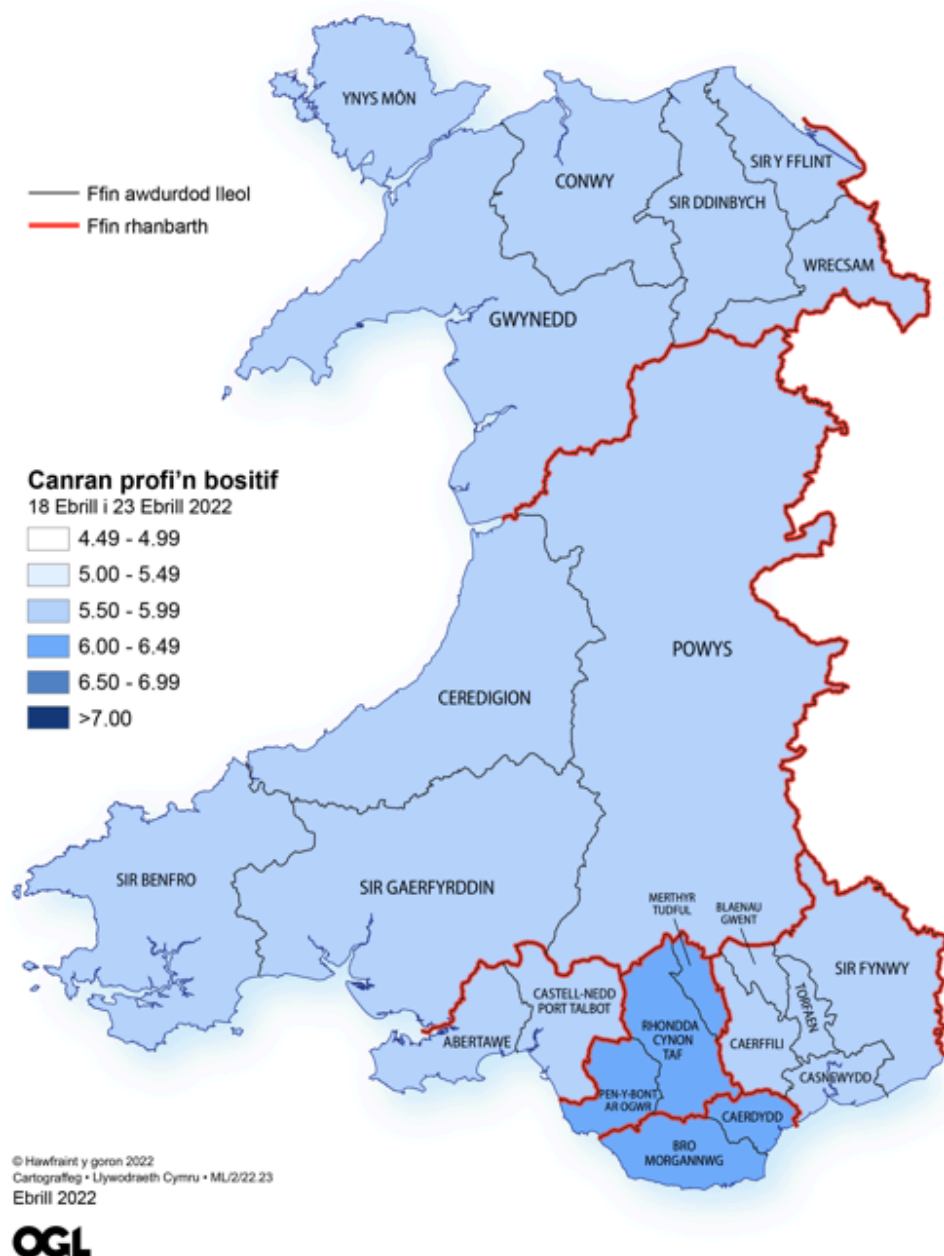 YNYS MÔN
SIR Y FFLINT
CONWY
SIR DDINBYCH
Ffin awdurdod lleol
Ffin rhanbarth
WRECSAM
GWYNEDD
Canran profi'n bositif
18 Ebrill i 23 Ebrill 2022
4.49 - 4.99
5.00 - 5.49
5.50 - 5.99
6.00 - 6.49
6.50 - 6.99
>7.00
POWYS
CEREDIGION
SIR BENFRO
SIR GAERFYRDDIN
MERTHYR
TUDFUL
BLAENAU
GWENT
SIR FYNWY
TORFAEN
CASTELL-NEDD
PORT TALBOT
RHONDDA
CYNON
TAF
ABERTAWE
CAERFFILI
CASNEWYDD
PEN-Y-BONT
AR OGWR
CAERDYDD
BRO
MORGANNWG
© Hawlfraint y goron 2022
Cartograffeg • Llywodraeth Cymru • ML/2/22.23
Ebrill 2022
OGL